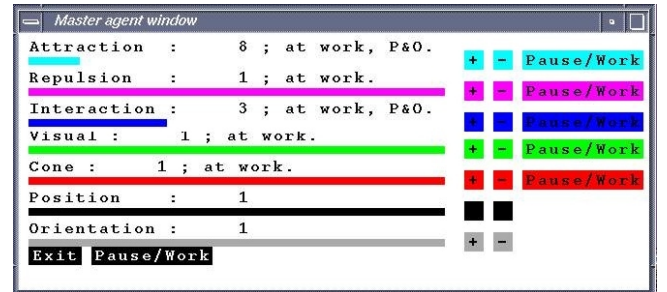 Master agent window
Attraction : 8 ; at work, P&O.
+ - Pause/Work
Repulsion : 1 ; at work.
+ - Pause/Work
Interaction : 3 ; at work, P&O.
+ - Pause/Work
Visual : 1 ; at work.
+ - Pause/Work
Cone : 1 ; at work.
+ - Pause/Work
Position : 1
Orientation : 1
+ -
Exit Pause/Work